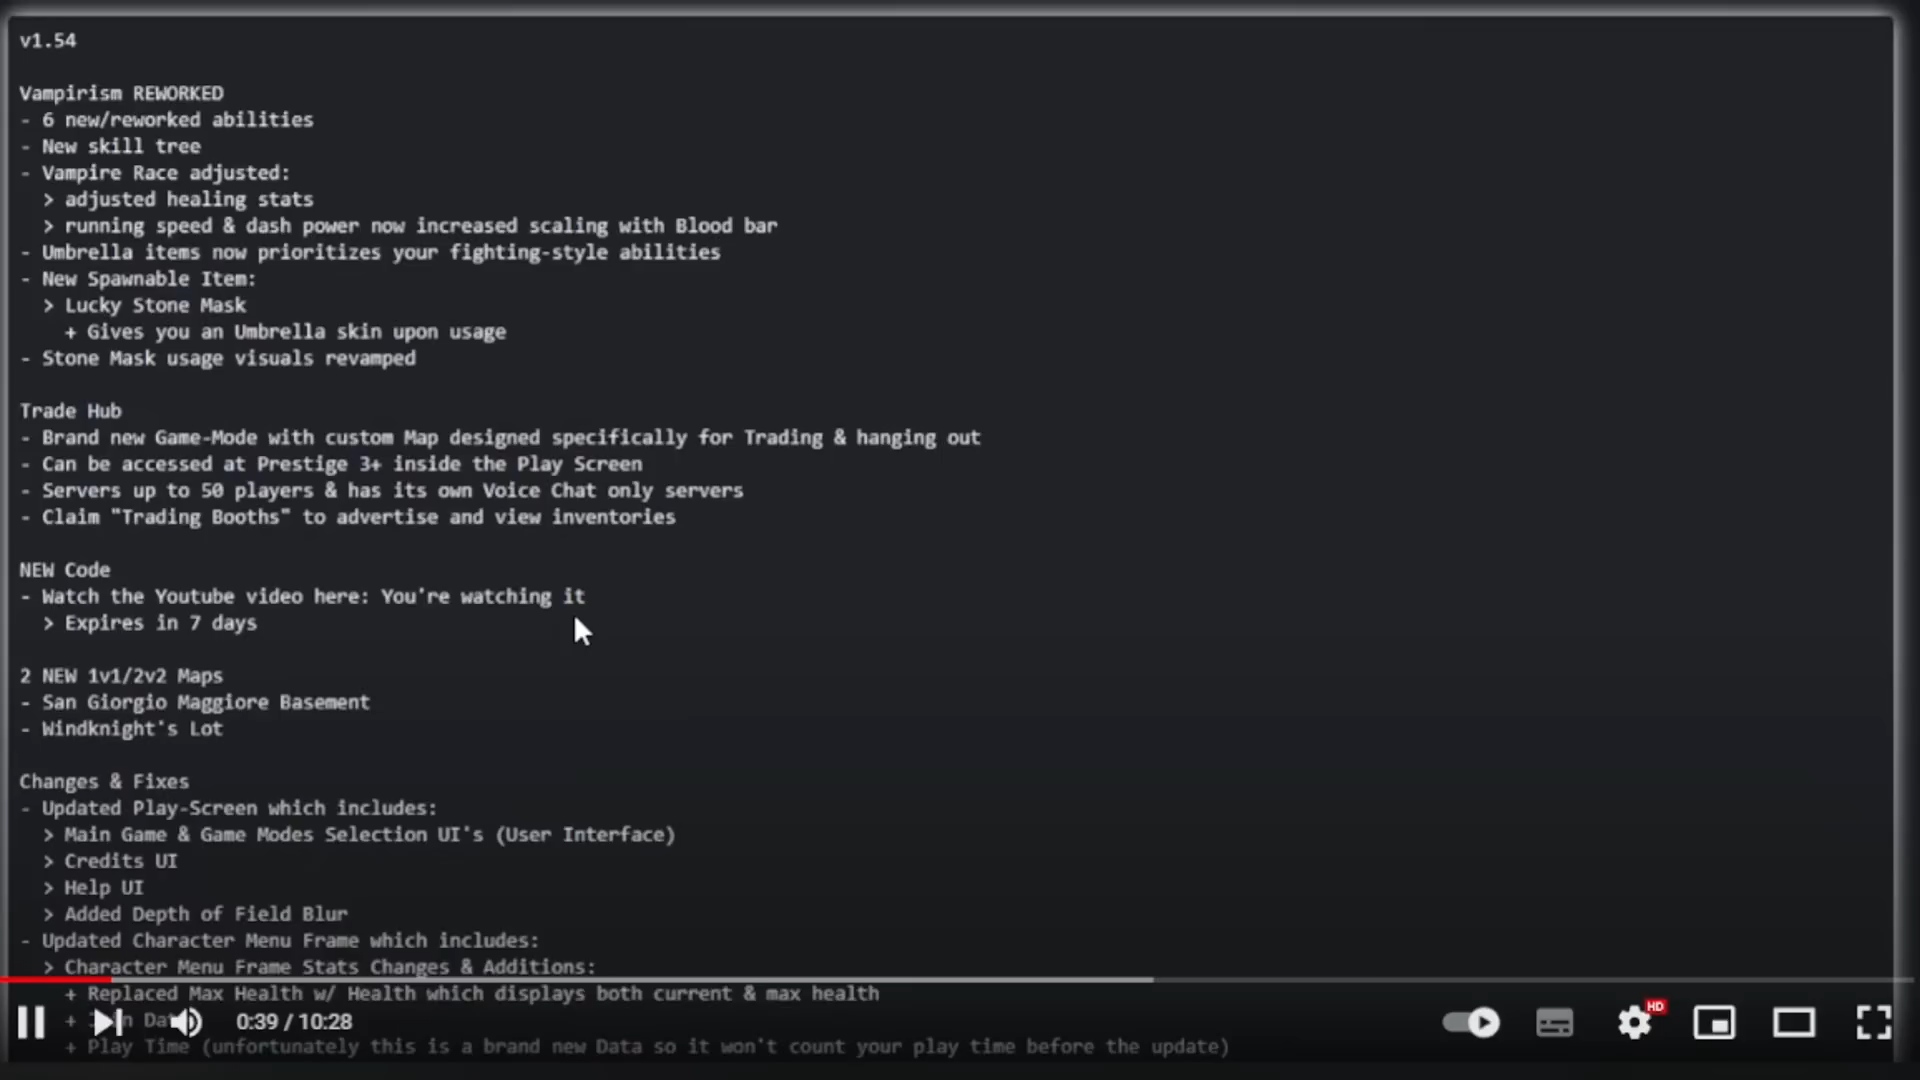 v1.54
Vampirism REWORKED
- 6 new/reworked abilities
- New skill tree
- Vampire Race adjusted:
> adjusted healing stats
> running speed & dash power now increased scaling with Blood bar
- Umbrella items now prioritizes your fighting-style abilities
- New Spawnable Item:
> Lucky Stone Mask
+ Gives you an Umbrella skin upon usage
- Stone Mask usage visuals revamped
Trade Hub
- Brand new Game-Mode with custom Map designed specifically for Trading & hanging out
- Can be accessed at Prestige 3+ inside the Play Screen
- Servers up to 50 players & has its own Voice Chat only servers
- Claim "Trading Booths" to advertise and view inventories
NEW Code
- Watch the Youtube video here: You're watching it
> Expires in 7 days
2 NEW 1v1/2v2 Maps
- San Giorgio Maggiore Basement
- Windknight's Lot
Changes & Fixes
- Updated Play-Screen which includes:
> Main Game & Game Modes Selection UI's (User Interface)
> Credits UI
> Help UI
> Added Depth of Field Blur
- Updated Character Menu Frame which includes:
> Character Menu Frame Stats Changes & Additions:
+ Replaced Max Health w/ Health which displays both current & max health
+
0:39 / 10:28
HD
+ Play Time (unfortunately this is a brand new Data so it won't count your play time before the update)